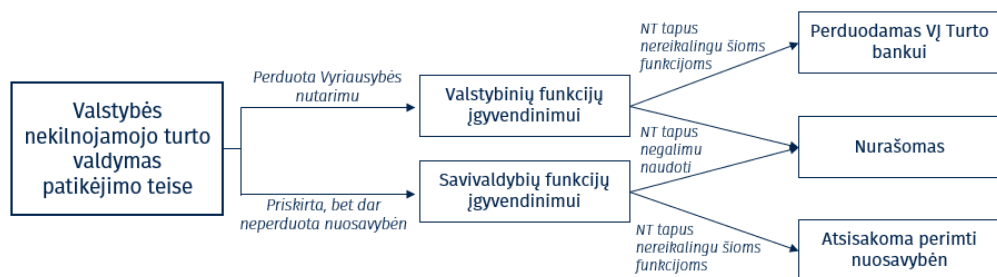 Valstybės
nekilnojamojo turto
valdymas
patikėjimo teise
Perduota Vyriausybės
nutarimu
Priskirta, bet dar
neperduota nuosavybėn
Valstybinių funkcijų
įgyvendinimui
Savivaldybių funkcijų
įgyvendinimui
NT tapus
nereikalingu šioms
funkcijoms
NT tapus
negalimu
naudoti
NT tapus
nereikalingu šioms
funkcijoms
Perduodamas VĮ Turto
bankui
Nurašomas
Atsisakoma perimti
nuosavybėn